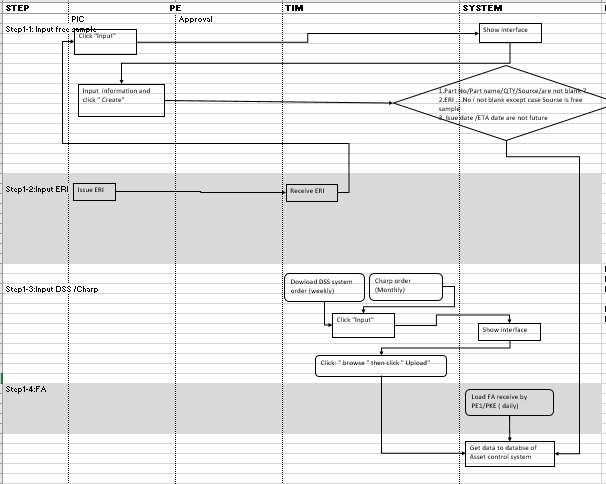 STEP PE TIM SYSTEM
PIC Approval
Step1-1: Input free sample
Click "Input"
Show interface
Input information and
click " Create"
1.Part No/Part name/QTY/Source/are not blank ?
2.ERI No / not blank except case Sourse is free
sample
3. Isue date /ETA date are not future
Step1-2:Input ERI
Issue ERI
Receive ERI
Step1-3:Input DSS /Charp
Dowload DSS system
order (weekly)
Charp order
(Monthly)
Click "Input"
Show interface
Click: " browse " then click " Upload"
Step1-4:FA
Load FA receive by
PE1/PKE ( daily)
Get data to databse of
Asset control system